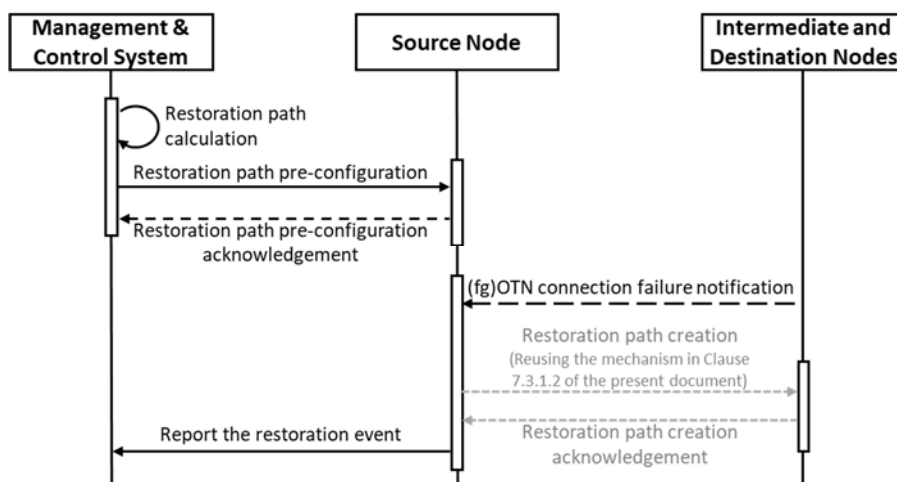 Management &
Control System
Source Node
Intermediate and
Destination Nodes
Restoration path
calculation
Restoration path pre-configuration
Restoration path pre-configuration
acknowledgement
(fg)OTN connection failure notification
Restoration path creation
(Reusing the mechanism in Clause
7.3.1.2 of the present document)
Report the restoration event
Restoration path creation
acknowledgement